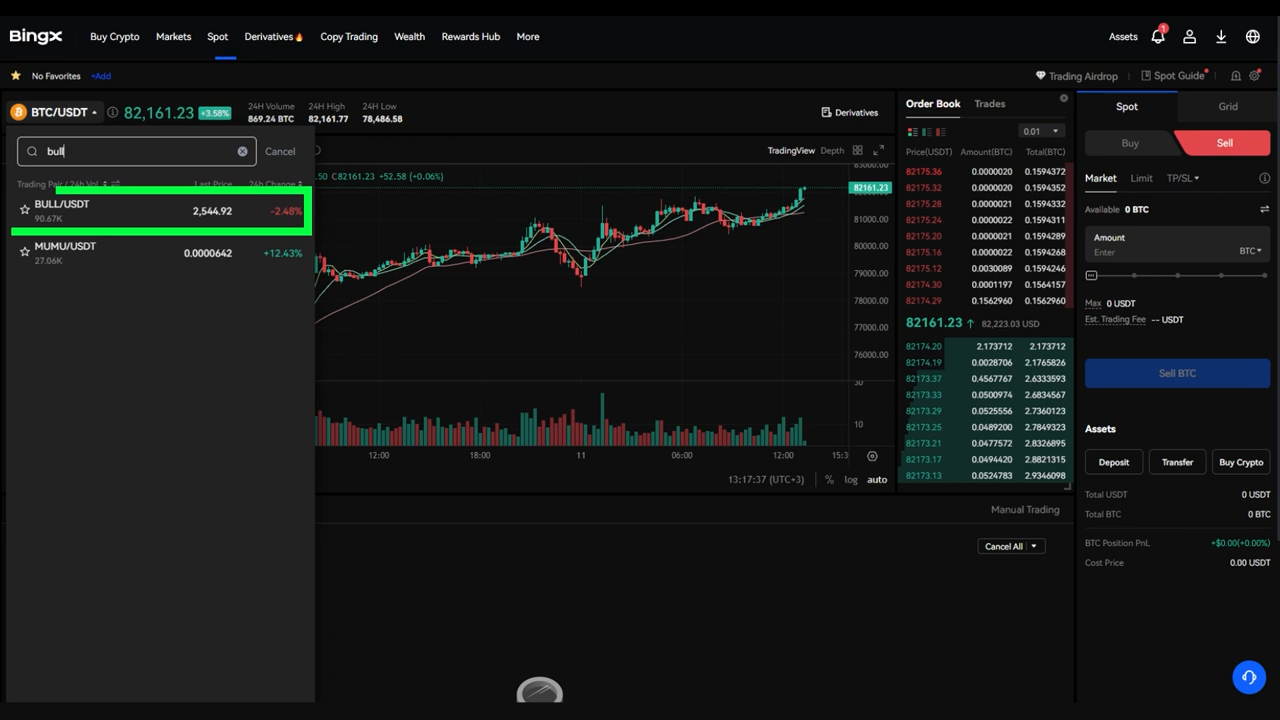 BingX Buy Crypto Markets Spot Derivatives Copy Trading Wealth Rewards Hub More Assets 1
No Favorites +Add Trading Airdrop Spot Guide
BTC/USDT 82,161.23 +3.58% 24H Volume 869.24 BTC 24H High 82,161.77 24H Low 78,486.58 Derivatives
bull Cancel
Trading Pair / 24h Vol Last Price 24h Change
BULL/USDT 2,544.92 -2.48%
90.67K
MUMU/USDT 0.0000642 +12.43%
27.06K
TradingView Depth
.50 C82161.23 +52.58 (+0.06%)
83000.00
82161.23
81000.00
80000.00
79000.00
78000.00
77000.00
76000.00
30
10
12:00 18:00 11 06:00 12:00 15:3
13:17:37 (UTC+3) % log auto
Order Book Trades
0.01
Price(USDT) Amount(BTC) Total(BTC)
82175.36 0.0000020 0.1594372
82175.32 0.0000020 0.1594352
82175.28 0.0000021 0.1594332
82175.24 0.0000022 0.1594311
82175.20 0.0000021 0.1594289
82175.16 0.0000022 0.1594268
82175.12 0.0030089 0.1594246
82174.30 0.0001197 0.1564157
82174.29 0.1562960 0.1562960
82161.23 ↑ 82,223.03 USD
82174.20 2.173712 2.173712
82174.19 0.0028706 2.1765826
82173.37 0.4567767 2.6333593
82173.33 0.0500974 2.6834567
82173.29 0.0525556 2.7360123
82173.25 0.0489200 2.7849323
82173.21 0.0477572 2.8326895
82173.17 0.0494420 2.8821315
82173.13 0.0524783 2.9346098
Manual Trading
Cancel All
Spot Grid
Buy Sell
Market Limit TP/SL
Available 0 BTC
Amount
Enter BTC
Max 0 USDT
Est. Trading Fee -- USDT
Sell BTC
Assets
Deposit Transfer Buy Crypto
Total USDT 0 USDT
Total BTC 0 BTC
BTC Position PnL +$0.00(+0.00%)
Cost Price 0.00 USDT